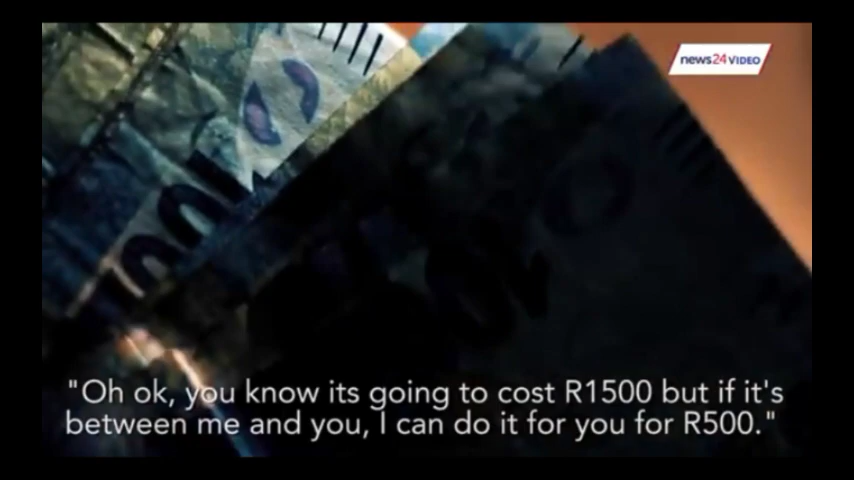 news24VIDEO
100
"Oh ok, you know its going to cost R1500 but if it's
between me and you, I can do it for you for R500."